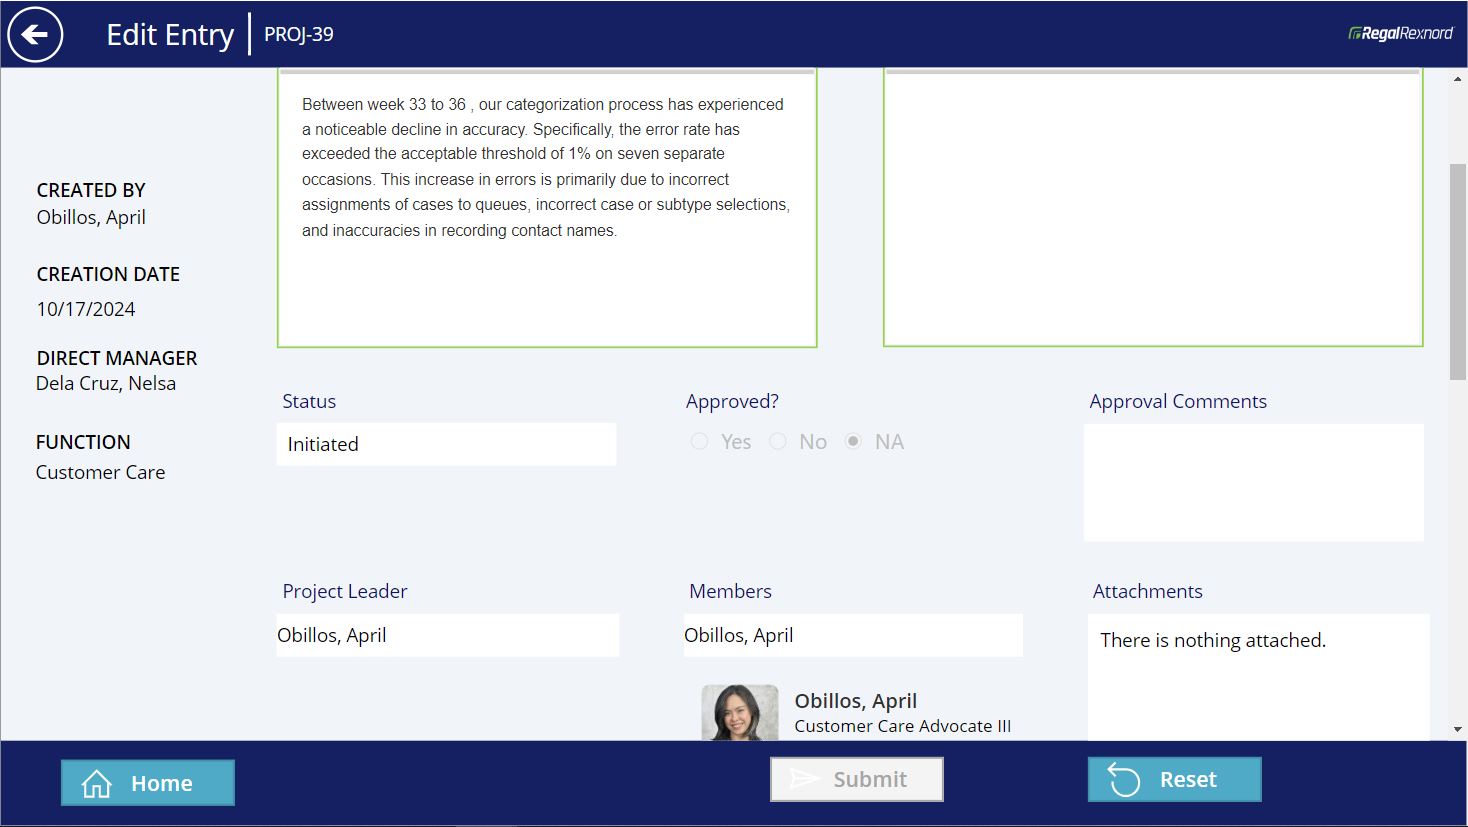 Edit Entry
PROJ-39
RegalRexnord
Between week 33 to 36 , our categorization process has experienced
a noticeable decline in accuracy. Specifically, the error rate has
exceeded the acceptable threshold of 1% on seven separate
occasions. This increase in errors is primarily due to incorrect
assignments of cases to queues, incorrect case or subtype selections,
and inaccuracies in recording contact names.
CREATED BY
Obillos, April
CREATION DATE
10/17/2024
DIRECT MANAGER
Dela Cruz, Nelsa
FUNCTION
Customer Care
Status
Initiated
Approved?
Yes
No
NA
Approval Comments
Project Leader
Obillos, April
Members
Obillos, April
Obillos, April
Customer Care Advocate III
Attachments
There is nothing attached.
Home
Submit
Reset